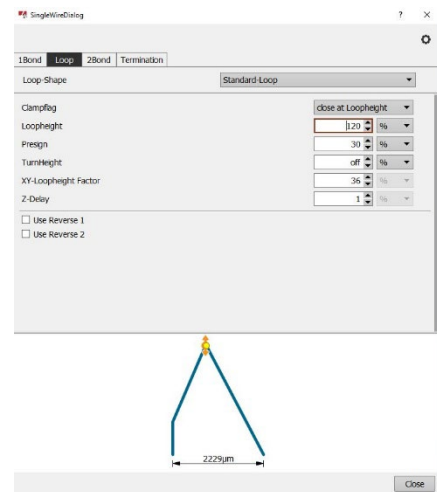 SingleWireDialog ? ×
1Bond Loop 2Bond Termination
Loop-Shape Standard-Loop
Clampflag close at Loopheight
Loopheight 120 %
Presign 30 %
TurnHeight off %
XY-Loopheight Factor 36 %
Z-Delay 1 %
Use Reverse 1
Use Reverse 2
2229µm
Close